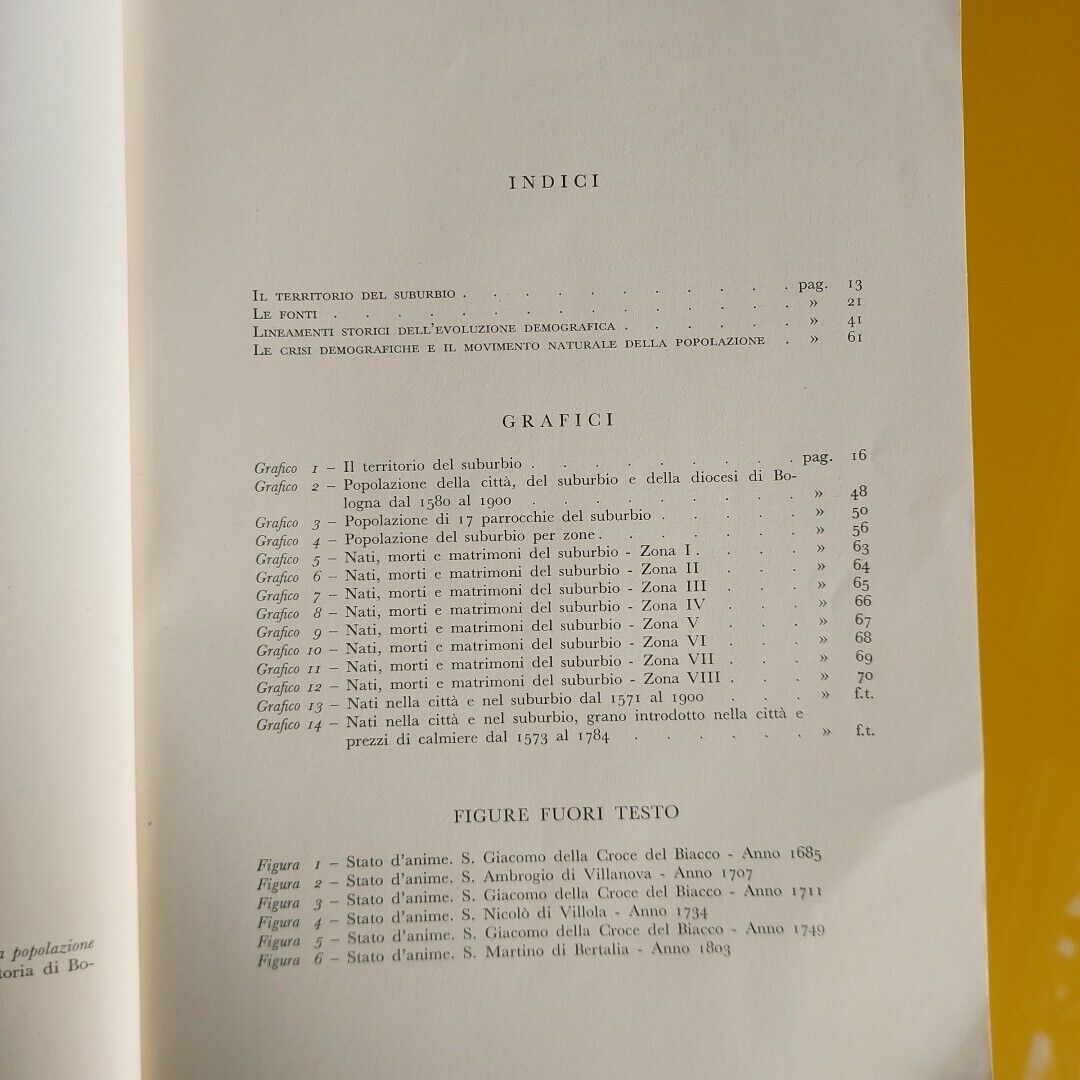 INDICI
IL TERRITORIO DEL SUBURBIO . . . . . . . . . . . pag. 13
LE FONTI . . . . . . . . . . . . . . . » 21
LINEAMENTI STORICI DELL'EVOLUZIONE DEMOGRAFICA . . . . . . » 41
LE CRISI DEMOGRAFICHE E IL MOVIMENTO NATURALE DELLA POPOLAZIONE . » 61
GRAFICI
Grafico 1 – Il territorio del suburbio . . . . . . . . . pag. 16
Grafico 2 – Popolazione della città, del suburbio e della diocesi di Bo-
logna dal 1580 al 1900 . . . . . . . . . » 48
Grafico 3 – Popolazione di 17 parrocchie del suburbio . . . . . » 50
Grafico 4 – Popolazione del suburbio per zone . . . . . . . » 56
Grafico 5 – Nati, morti e matrimoni del suburbio - Zona I . . . . » 63
Grafico 6 – Nati, morti e matrimoni del suburbio - Zona II . . . » 64
Grafico 7 – Nati, morti e matrimoni del suburbio - Zona III . . . » 65
Grafico 8 – Nati, morti e matrimoni del suburbio - Zona IV . . . » 66
Grafico 9 – Nati, morti e matrimoni del suburbio - Zona V . . . » 67
Grafico 10 – Nati, morti e matrimoni del suburbio - Zona VI . . . » 68
Grafico 11 – Nati, morti e matrimoni del suburbio - Zona VII . . . » 69
Grafico 12 – Nati, morti e matrimoni del suburbio - Zona VIII . . . » 70
Grafico 13 – Nati nella città e nel suburbio dal 1571 al 1900 . . . » f.t.
Grafico 14 – Nati nella città e nel suburbio, grano introdotto nella città e
prezzi di calmiere dal 1573 al 1784 . . . . . . » f.t.
FIGURE FUORI TESTO
Figura 1 – Stato d'anime. S. Giacomo della Croce del Biacco - Anno 1685
Figura 2 – Stato d'anime. S. Ambrogio di Villanova - Anno 1707
Figura 3 – Stato d'anime. S. Giacomo della Croce del Biacco - Anno 1711
Figura 4 – Stato d'anime. S. Nicolò di Villola - Anno 1734
Figura 5 – Stato d'anime. S. Giacomo della Croce del Biacco - Anno 1749
Figura 6 – Stato d'anime. S. Martino di Bertalia - Anno 1803
a popolazione
toria di Bo-